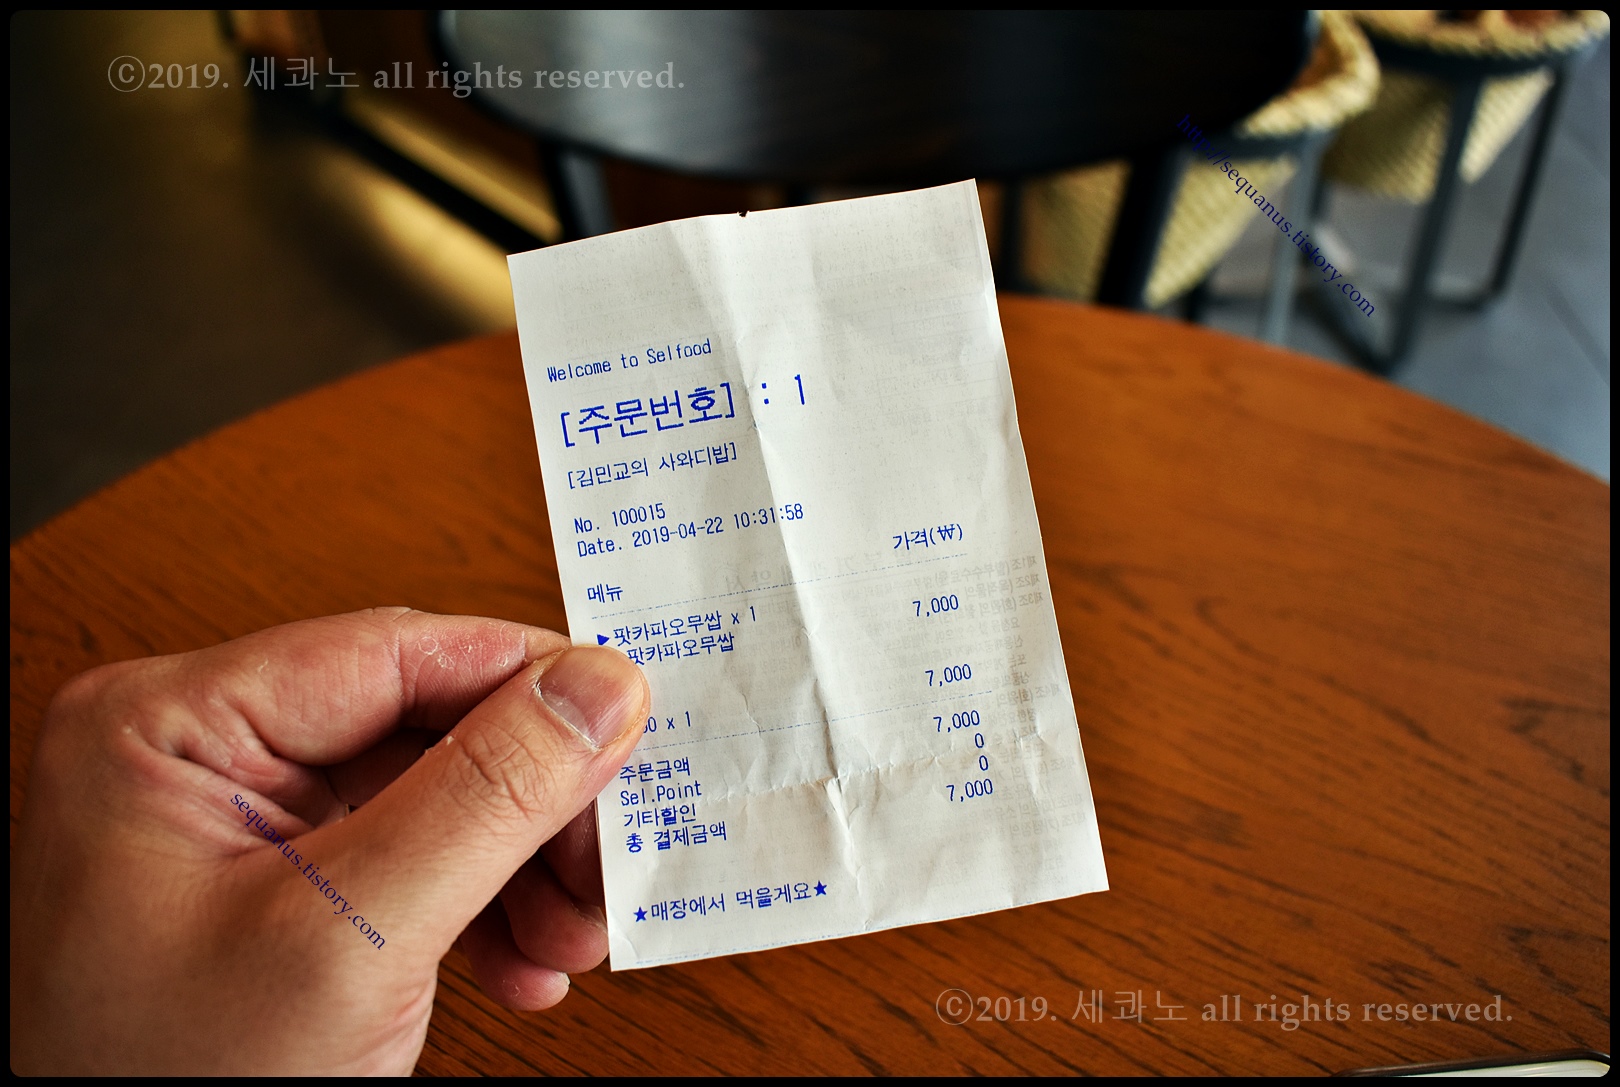 ⓒ2019. 세콰노 all rights reserved.
http://sequanus.tistory.com
Welcome to Selfood
[주문번호] : 1
[김민교의 사와디밥]
No. 100015
Date. 2019-04-22 10:31:58
메뉴 가격(₩)
▶팟카파오무쌉 x 1 7,000
팟카파오무쌉
x 1 7,000
주문금액 7,000
Sel.Point 0
기타할인 0
총 결제금액 7,000
★매장에서 먹을게요★
sequanus.tistory.com
ⓒ2019. 세콰노 all rights reserved.